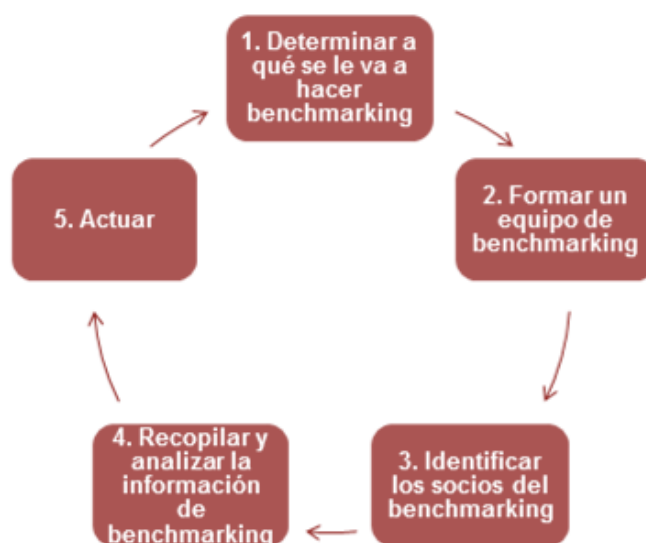 1. Determinar a
qué se le va a
hacer
benchmarking
2. Formar un
equipo de
benchmarking
3. Identificar
los socios del
benchmarking
4. Recopilar y
analizar la
información
de
benchmarking
5. Actuar